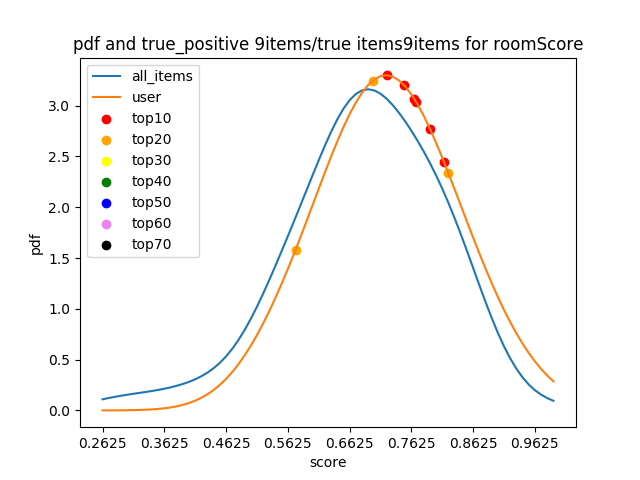 pdf and true_positive 9items/true items9items for roomScore
all_items
user
top10
top20
top30
top40
top50
top60
top70
pdf
3.0
2.5
2.0
1.5
1.0
0.5
0.0
0.2625 0.3625 0.4625 0.5625 0.6625 0.7625 0.8625 0.9625
score